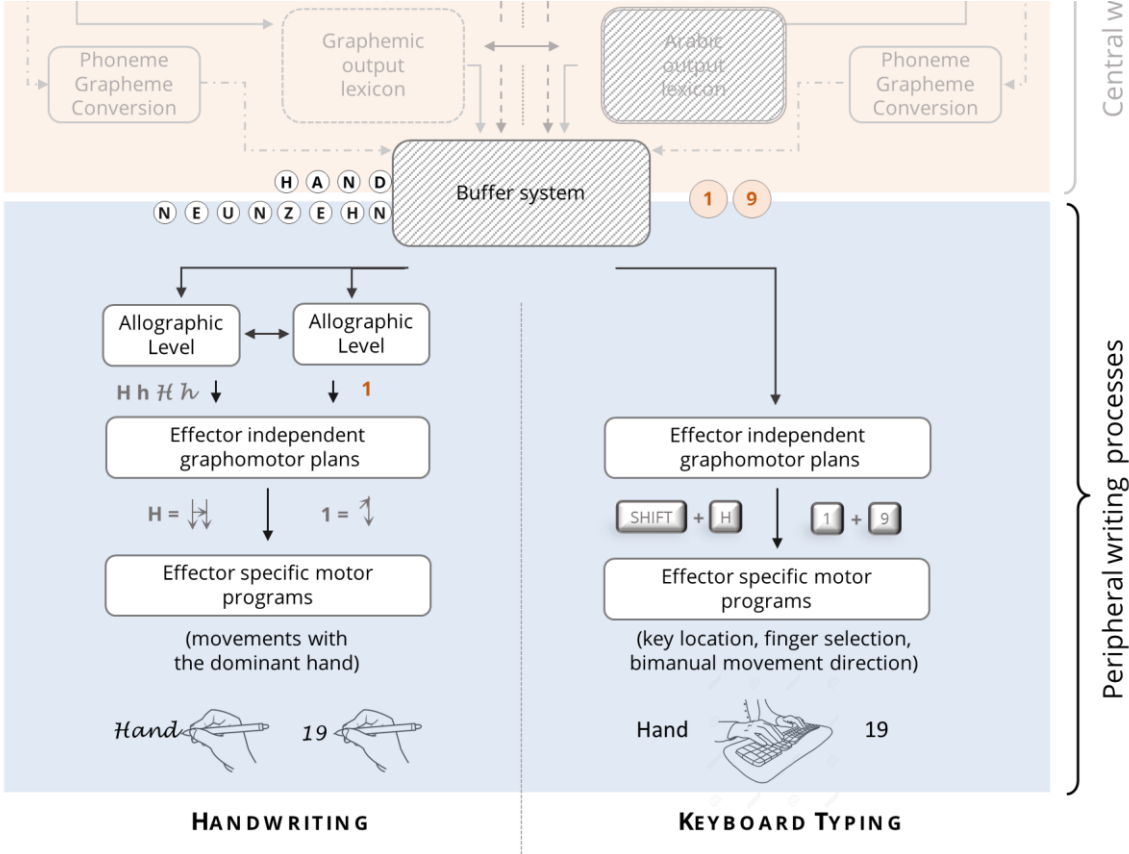 Phoneme
Grapheme
Conversion
Graphemic
output
lexicon
Arabic
output
lexicon
Phoneme
Grapheme
Conversion
Central w
Buffer system
H A N D
N E U N Z E H N
1 9
Allographic
Level
Allographic
Level
H h H h
1
Effector independent
graphomotor plans
Effector independent
graphomotor plans
H =
1 =
SHIFT + H
1 + 9
Effector specific motor
programs
Effector specific motor
programs
(movements with
the dominant hand)
(key location, finger selection,
bimanual movement direction)
Hand
19
Hand
19
Peripheral writing processes
HANDWRITING
KEYBOARD TYPING